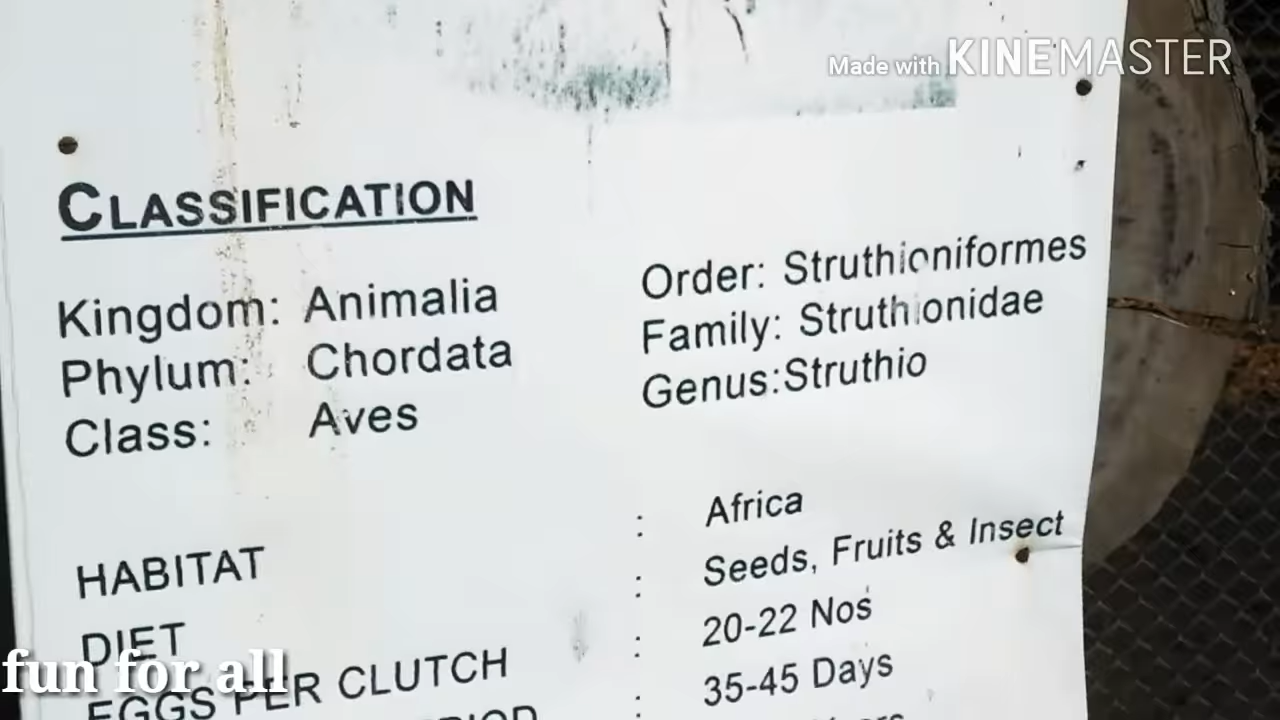 Made with KINEMASTER
CLASSIFICATION
Kingdom: Animalia
Phylum: Chordata
Class: Aves
Order: Struthioniformes
Family: Struthionidae
Genus:Struthio
HABITAT : Africa
DIET : Seeds, Fruits & Insect
EGGS PER CLUTCH : 20-22 Nos
: 35-45 Days
fun for all